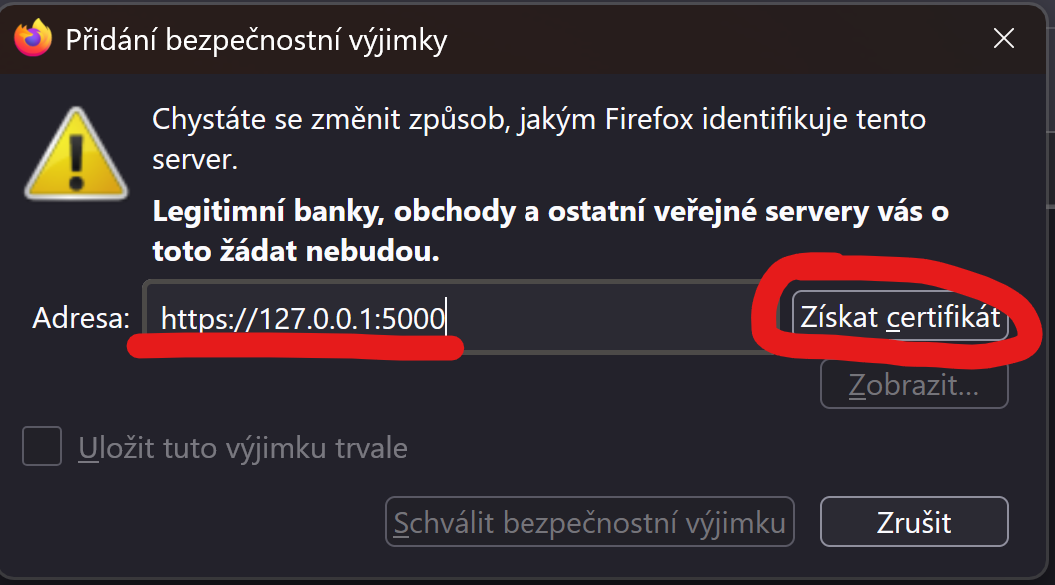 Přidání bezpečnostní výjimky
Chystáte se změnit způsob, jakým Firefox identifikuje tento
server.
Legitimní banky, obchody a ostatní veřejné servery vás o
toto žádat nebudou.
Adresa: https://127.0.0.1:5000 Získat certifikát
Zobrazit...
Uložit tuto výjimku trvale
Schválit bezpečnostní výjimku Zrušit